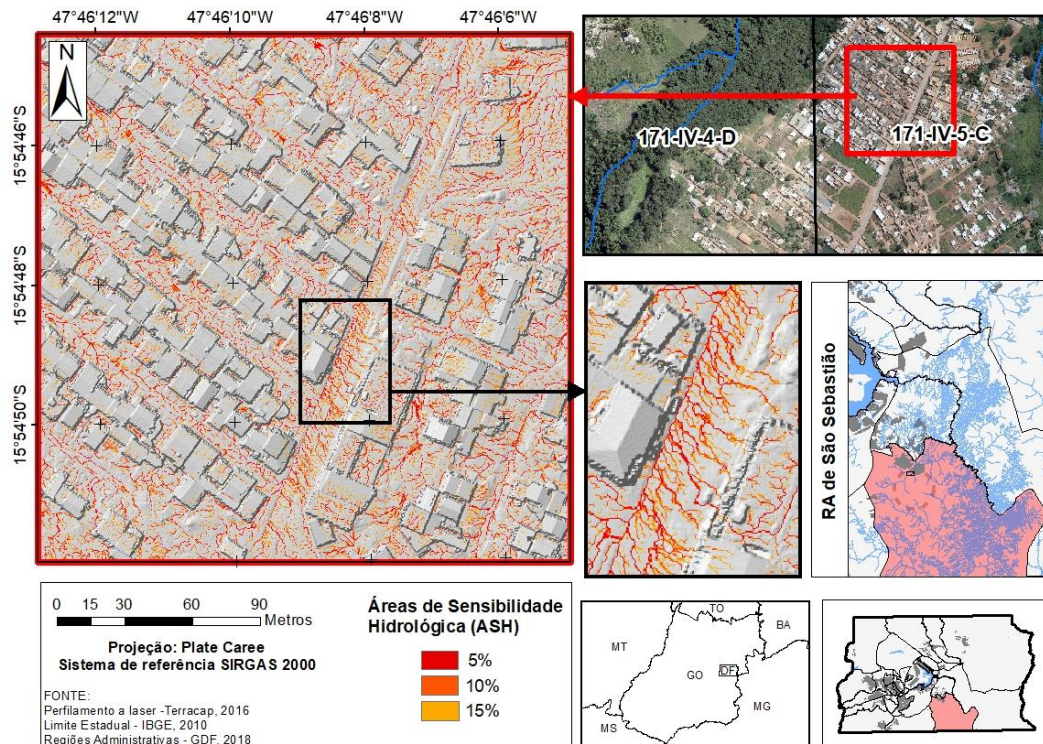 47°46'12"W 47°46'10"W 47°46'8"W 47°46'6"W
N
15°54'46"S
15°54'48"S
15°54'50"S
171-IV-4-D
171-IV-5-C
RA de São Sebastião
0 15 30 60 90
Metros
Projeção: Plate Caree
Sistema de referência SIRGAS 2000
FONTE:
Perfilamento a laser -Terracap, 2016
Limite Estadual - IBGE, 2010
Regiões Administrativas - GDF, 2018
Áreas de Sensibilidade
Hidrológica (ASH)
5%
10%
15%
TO
MT
BA
GO
DF
MG
MS